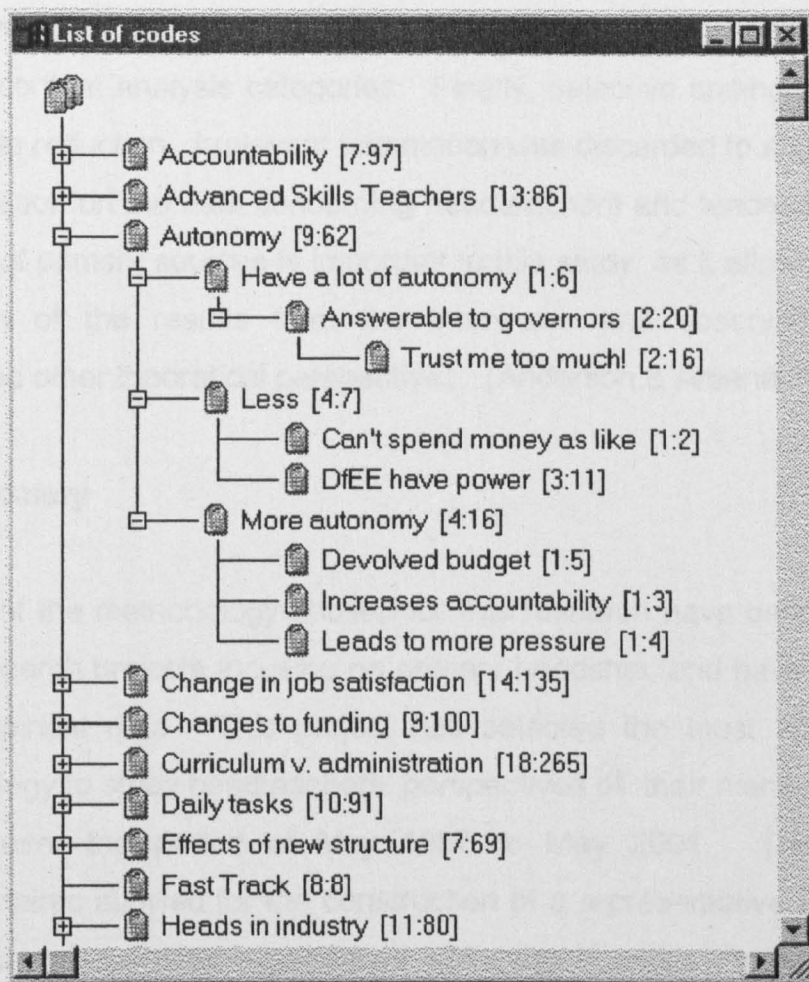 List of codes
Accountability [7:97]
Advanced Skills Teachers [13:86]
Autonomy [9:62]
Have a lot of autonomy [1:6]
Answerable to governors [2:20]
Trust me too much! [2:16]
Less [4:7]
Can't spend money as like [1:2]
DfEE have power [3:11]
More autonomy [4:16]
Devolved budget [1:5]
Increases accountability [1:3]
Leads to more pressure [1:4]
Change in job satisfaction [14:135]
Changes to funding [9:100]
Curriculum v. administration [18:265]
Daily tasks [10:91]
Effects of new structure [7:69]
Fast Track [8:8]
Heads in industry [11:80]